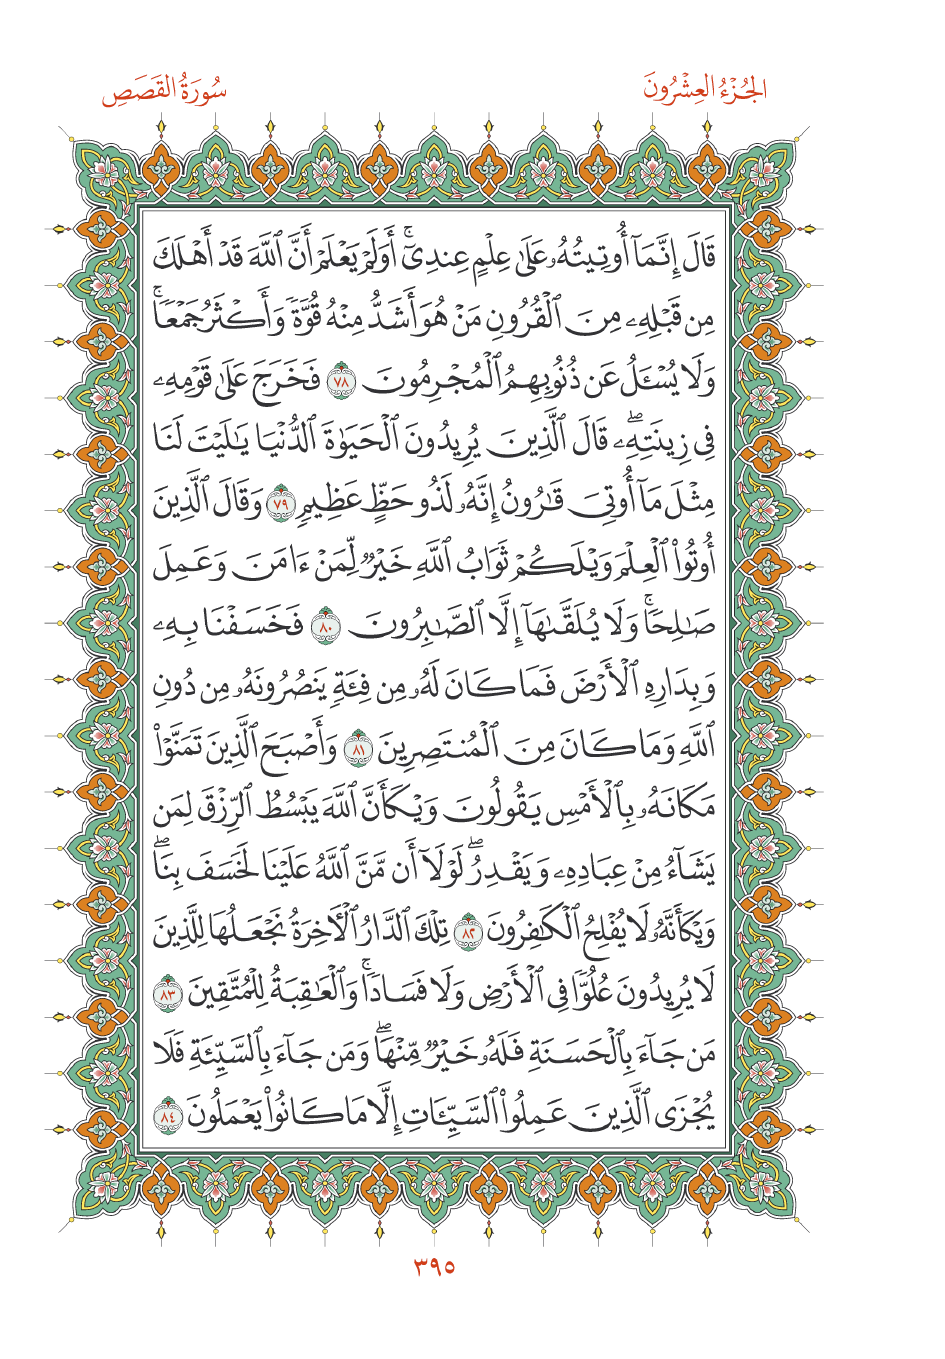 الجُزْءُ العِشْرُونَ
سُورَةُ القَصَصِ
قَالَ إِنَّمَآ أُوتِيتُهُۥ عَلَىٰ عِلْمٍ عِندِىٓۚ أَوَلَمْ يَعْلَمْ أَنَّ ٱللَّهَ قَدْ أَهْلَكَ
مِن قَبْلِهِۦ مِنَ ٱلْقُرُونِ مَنْ هُوَ أَشَدُّ مِنْهُ قُوَّةً وَأَكْثَرُ جَمْعًاۚ
وَلَا يُسْـَٔلُ عَن ذُنُوبِهِمُ ٱلْمُجْرِمُونَ ٧٨ فَخَرَجَ عَلَىٰ قَوْمِهِۦ
فِى زِينَتِهِۦۖ قَالَ ٱلَّذِينَ يُرِيدُونَ ٱلْحَيَوٰةَ ٱلدُّنْيَا يَـٰلَيْتَ لَنَا
مِثْلَ مَآ أُوتِىَ قَـٰرُونُ إِنَّهُۥ لَذُو حَظٍّ عَظِيمٍ ٧٩ وَقَالَ ٱلَّذِينَ
أُوتُوا۟ ٱلْعِلْمَ وَيْلَكُمْ ثَوَابُ ٱللَّهِ خَيْرٌ لِّمَنْ ءَامَنَ وَعَمِلَ
صَـٰلِحًاۚ وَلَا يُلَقَّىٰهَآ إِلَّا ٱلصَّـٰبِرُونَ ٨٠ فَخَسَفْنَا بِهِۦ
وَبِدَارِهِ ٱلْأَرْضَ فَمَا كَانَ لَهُۥ مِن فِئَةٍ يَنصُرُونَهُۥ مِن دُونِ
ٱللَّهِ وَمَا كَانَ مِنَ ٱلْمُنتَصِرِينَ ٨١ وَأَصْبَحَ ٱلَّذِينَ تَمَنَّوْا۟
مَكَانَهُۥ بِٱلْأَمْسِ يَقُولُونَ وَيْكَأَنَّ ٱللَّهَ يَبْسُطُ ٱلرِّزْقَ لِمَن
يَشَآءُ مِنْ عِبَادِهِۦ وَيَقْدِرُۖ لَوْلَآ أَن مَّنَّ ٱللَّهُ عَلَيْنَا لَخَسَفَ بِنَاۖ
وَيْكَأَنَّهُۥ لَا يُفْلِحُ ٱلْكَـٰفِرُونَ ٨٢ تِلْكَ ٱلدَّارُ ٱلْـَٔاخِرَةُ نَجْعَلُهَا لِلَّذِينَ
لَا يُرِيدُونَ عُلُوًّا فِى ٱلْأَرْضِ وَلَا فَسَادًاۚ وَٱلْعَـٰقِبَةُ لِلْمُتَّقِينَ ٨٣
مَن جَآءَ بِٱلْحَسَنَةِ فَلَهُۥ خَيْرٌ مِّنْهَاۖ وَمَن جَآءَ بِٱلسَّيِّئَةِ فَلَا
يُجْزَى ٱلَّذِينَ عَمِلُوا۟ ٱلسَّيِّـَٔاتِ إِلَّا مَا كَانُوا۟ يَعْمَلُونَ ٨٤
٣٩٥